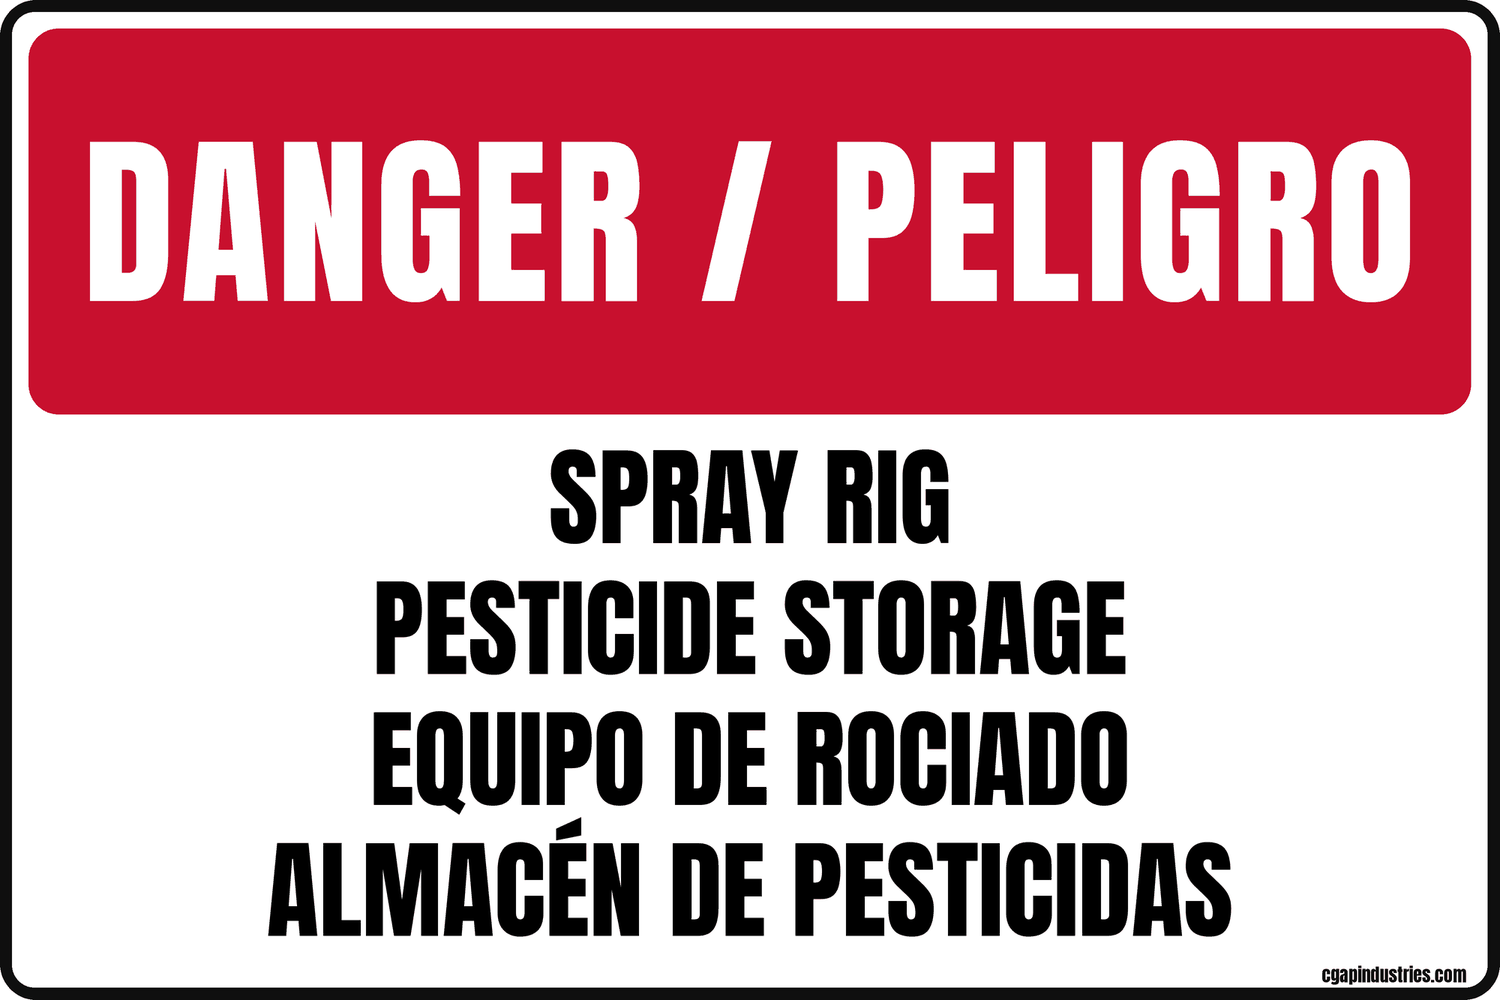 DANGER / PELIGRO
SPRAY RIG
PESTICIDE STORAGE
EQUIPO DE ROCIADO
ALMACÉN DE PESTICIDAS
cgapindustries.com